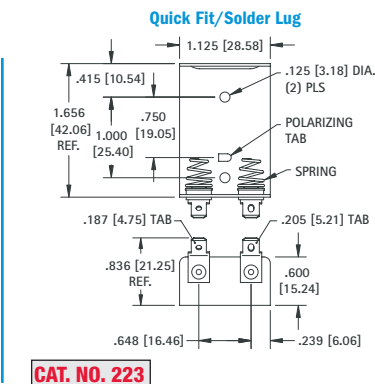 Quick Fit/Solder Lug
1.125 [28.58]
.415 [10.54]
.125 [3.18] DIA.
(2) PLS
1.656
[42.06]
REF.
1.000
[25.40]
.750
[19.05]
POLARIZING
TAB
SPRING
.187 [4.75] TAB
.205 [5.21] TAB
.836 [21.25]
REF.
.600
[15.24]
.648 [16.46]
.239 [6.06]
CAT. NO. 223